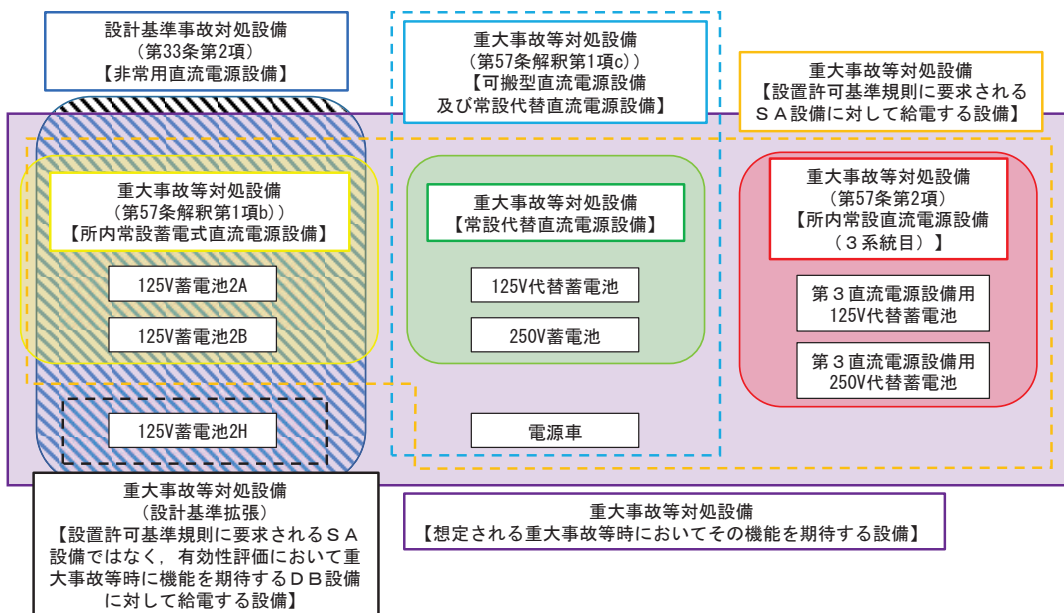 設計基準事故対処設備
（第33条第2項）
【非常用直流電源設備】
重大事故等対処設備
（第57条解釈第1項c））
【可搬型直流電源設備
及び常設代替直流電源設備】
重大事故等対処設備
【設置許可基準規則に要求される
ＳＡ設備に対して給電する設備】
重大事故等対処設備
（第57条解釈第1項b））
【所内常設蓄電式直流電源設備】
125V蓄電池2A
125V蓄電池2B
125V蓄電池2H
重大事故等対処設備
【常設代替直流電源設備】
125V代替蓄電池
250V蓄電池
電源車
重大事故等対処設備
（第57条第2項）
【所内常設直流電源設備
（３系統目）】
第３直流電源設備用
125V代替蓄電池
第３直流電源設備用
250V代替蓄電池
重大事故等対処設備
（設計基準拡張）
【設置許可基準規則に要求されるＳＡ
設備ではなく，有効性評価において重
大事故等時に機能を期待するＤＢ設備
に対して給電する設備】
重大事故等対処設備
【想定される重大事故等時においてその機能を期待する設備】